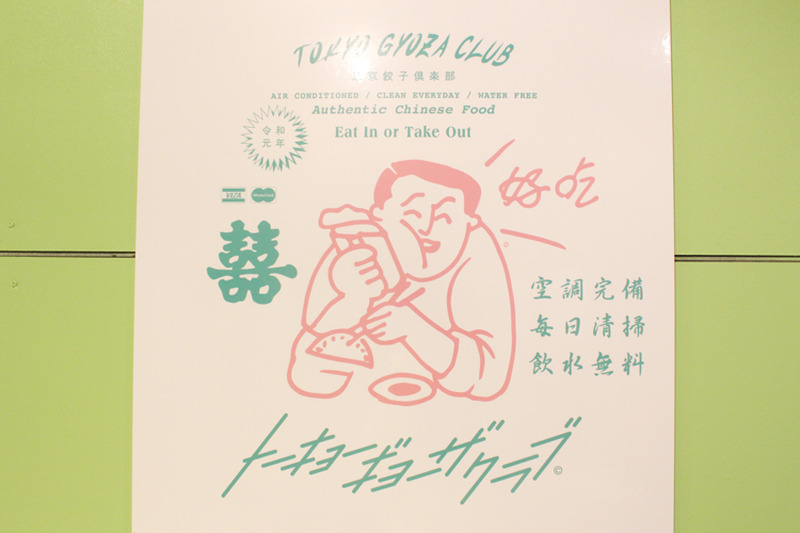 TOKYO GYOZA CLUB
東京餃子倶楽部
AIR CONDITIONED / CLEAN EVERYDAY / WATER FREE
Authentic Chinese Food
Eat In or Take Out
令和
元年
好吃
VIZA
囍
空調完備
毎日清掃
飲水無料
トーキョーギョーザクラブ
©